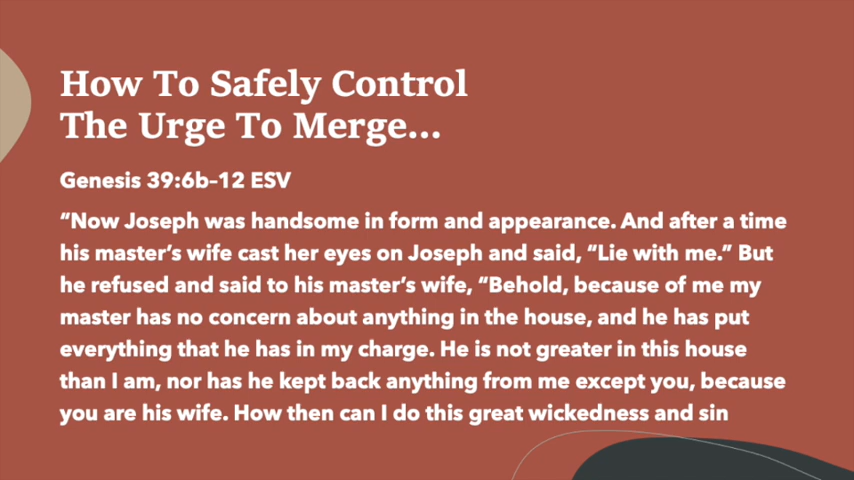 How To Safely Control
The Urge To Merge...
Genesis 39:6b–12 ESV
“Now Joseph was handsome in form and appearance. And after a time
his master’s wife cast her eyes on Joseph and said, “Lie with me.” But
he refused and said to his master’s wife, “Behold, because of me my
master has no concern about anything in the house, and he has put
everything that he has in my charge. He is not greater in this house
than I am, nor has he kept back anything from me except you, because
you are his wife. How then can I do this great wickedness and sin